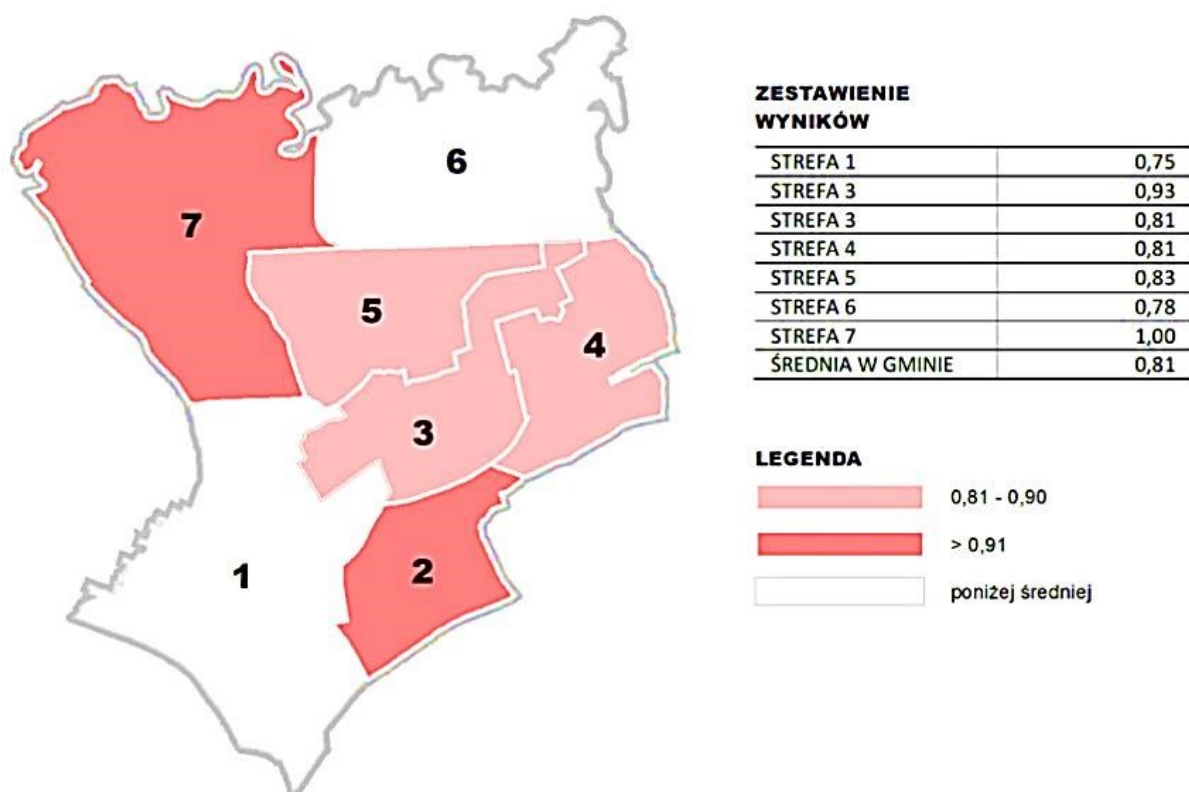 7
6
5
4
3
1
2
ZESTAWIENIE
WYNIKÓW
STREFA 1 0,75
STREFA 3 0,93
STREFA 3 0,81
STREFA 4 0,81
STREFA 5 0,83
STREFA 6 0,78
STREFA 7 1,00
ŚREDNIA W GMINIE 0,81
LEGENDA
0,81 - 0,90
> 0,91
poniżej średniej